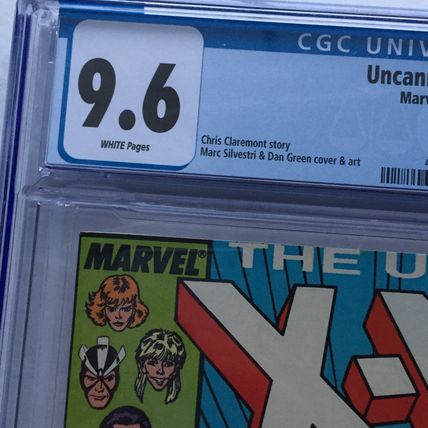 CGC UNIV
9.6
WHITE Pages
Uncann
Marv
Chris Claremont story
Marc Silvestri & Dan Green cover & art
MARVEL
THE U
X-